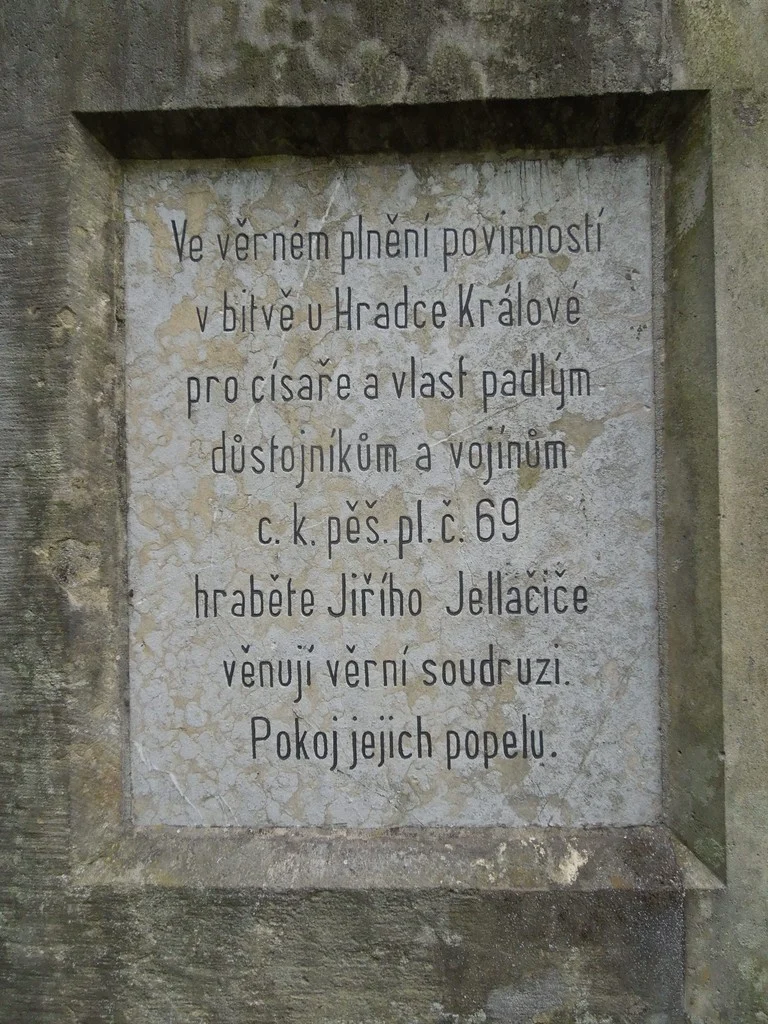 Ve věrném plnění povinností
v bitvě u Hradce Králové
pro císaře a vlast padlým
důstojníkům a vojínům
c. k. pěš. pl. č. 69
hraběte Jiřího Jellačiče
věnují věrní soudruzi.
Pokoj jejich popelu.